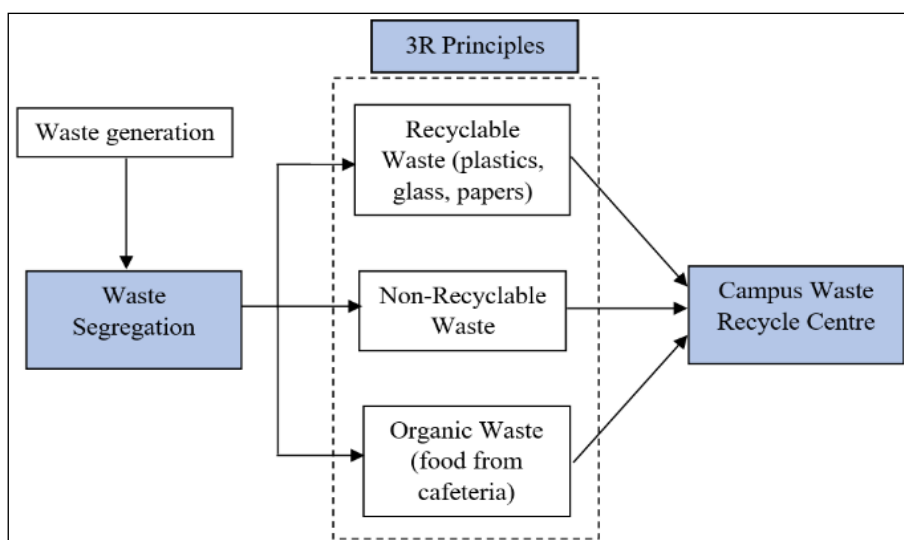 3R Principles
Waste generation
Recyclable
Waste (plastics,
glass, papers)
Waste
Segregation
Non-Recyclable
Waste
Campus Waste
Recycle Centre
Organic Waste
(food from
cafeteria)